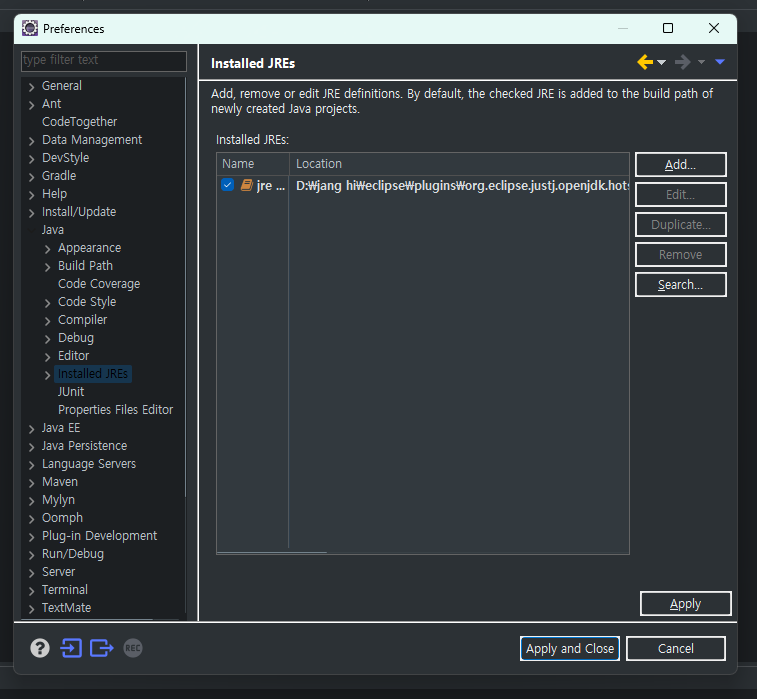 Preferences
type filter text
General
Ant
CodeTogether
Data Management
DevStyle
Gradle
Help
Install/Update
Java
Appearance
Build Path
Code Coverage
Code Style
Compiler
Debug
Editor
Installed JREs
JUnit
Properties Files Editor
Java EE
Java Persistence
Language Servers
Maven
Mylyn
Oomph
Plug-in Development
Run/Debug
Server
Terminal
TextMate
Installed JREs
Add, remove or edit JRE definitions. By default, the checked JRE is added to the build path of
newly created Java projects.
Installed JREs:
Name Location
jre ... D:₩jang hi₩eclipse₩plugins₩org.eclipse.justj.openjdk.hots
Add...
Edit...
Duplicate...
Remove
Search...
Apply
? REC
Apply and Close Cancel